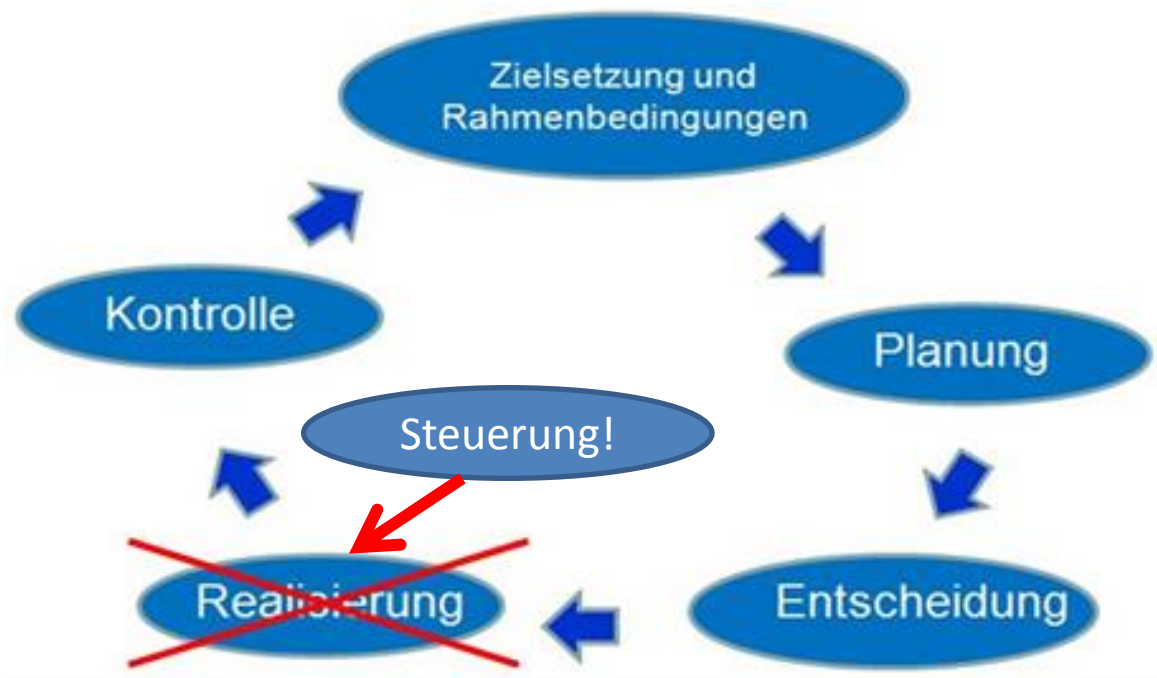 Zielsetzung und
Rahmenbedingungen
Kontrolle
Planung
Steuerung!
Realisierung
Entscheidung